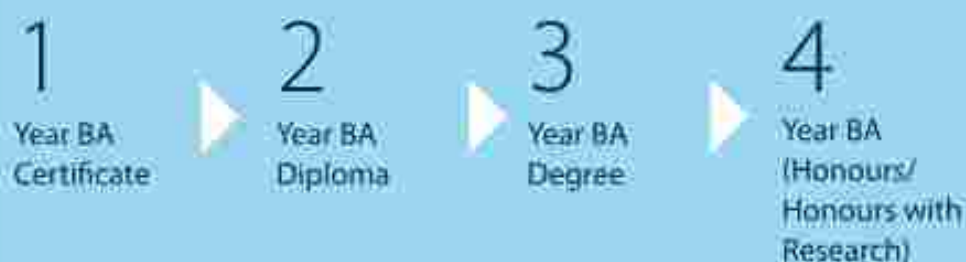 1
Year BA
Certificate
2
Year BA
Diploma
3
Year BA
Degree
4
Year BA
(Honours/
Honours with
Research)